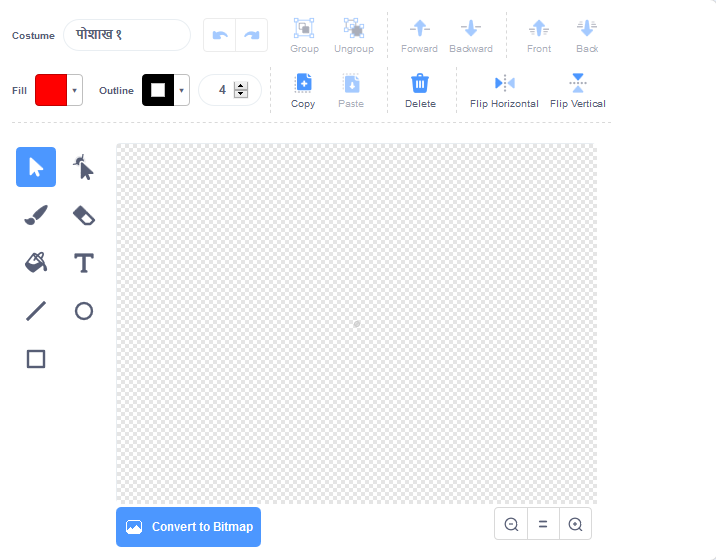 Costume पोशाख १
Group Ungroup Forward Backward Front Back
Fill Outline 4
Copy Paste Delete Flip Horizontal Flip Vertical
Convert to Bitmap